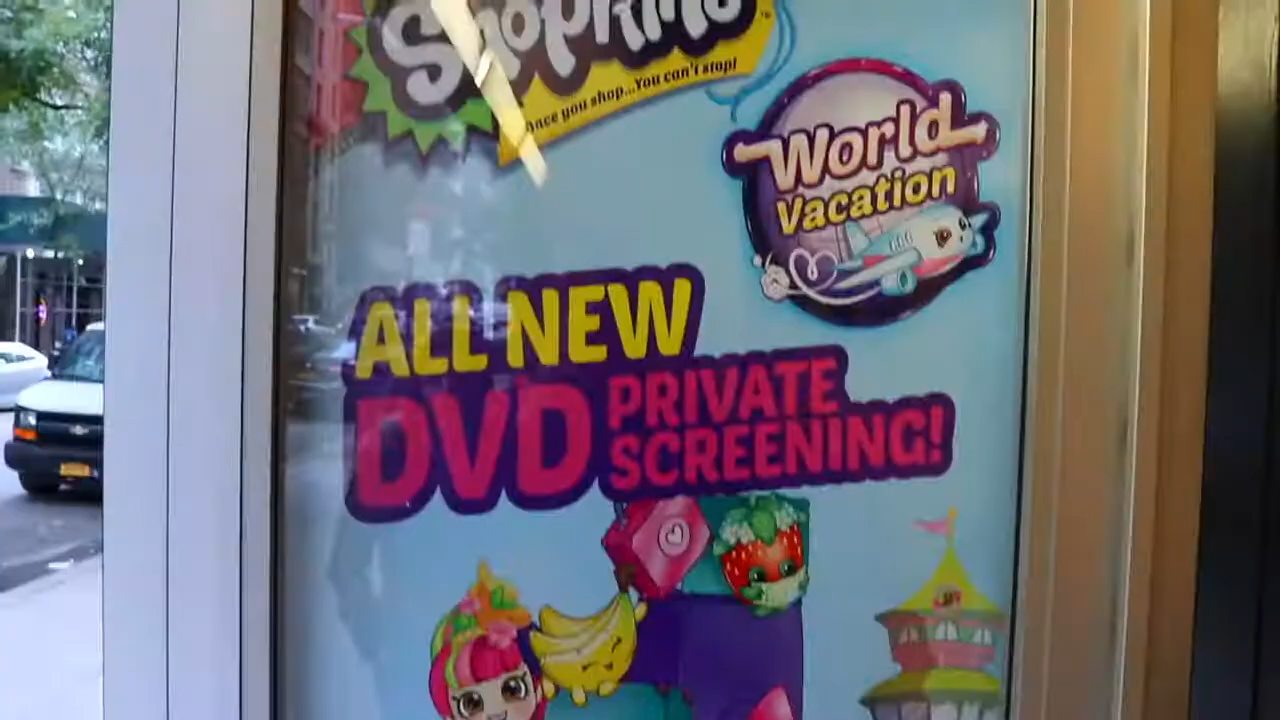 Shopkins
Once you shop...You can't stop!
World
Vacation
ALL NEW
DVD PRIVATE
SCREENING!